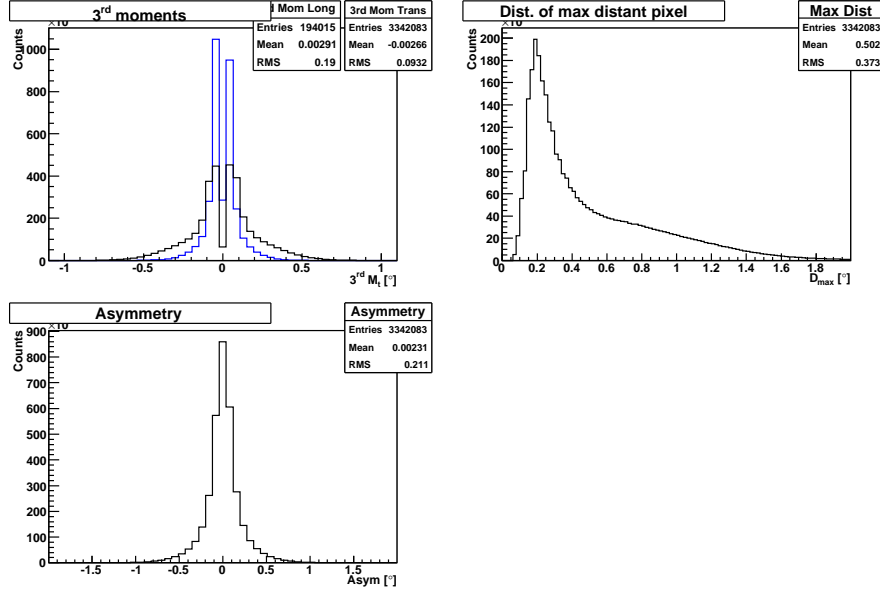 3rd moments
d Mom Long
Entries 194015
Mean 0.00291
RMS 0.19
3rd Mom Trans
Entries 3342083
Mean -0.00266
RMS 0.0932
Counts
1000
800
600
400
200
0
-1 -0.5 0 0.5 1
3rd Mt [°]
Dist. of max distant pixel
Max Dist
Entries 3342083
Mean 0.502
RMS 0.373
Counts
200
180
160
140
120
100
80
60
40
20
0
0 0.2 0.4 0.6 0.8 1 1.2 1.4 1.6 1.8
Dmax [°]
Asymmetry
Asymmetry
Entries 3342083
Mean 0.00231
RMS 0.211
Counts
900
800
700
600
500
400
300
200
100
0
-1.5 -1 -0.5 0 0.5 1 1.5
Asym [°]